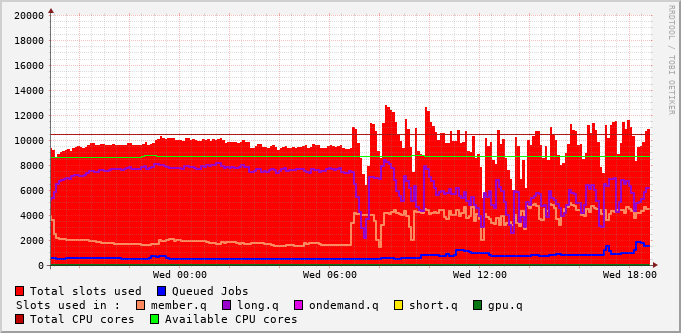 20000
18000
16000
14000
12000
10000
8000
6000
4000
2000
0
Wed 00:00 Wed 06:00 Wed 12:00 Wed 18:00
Total slots used Queued Jobs
Slots used in : member.q long.q ondemand.q short.q gpu.q
Total CPU cores Available CPU cores
RRDTOOL / TOBI OETIKER